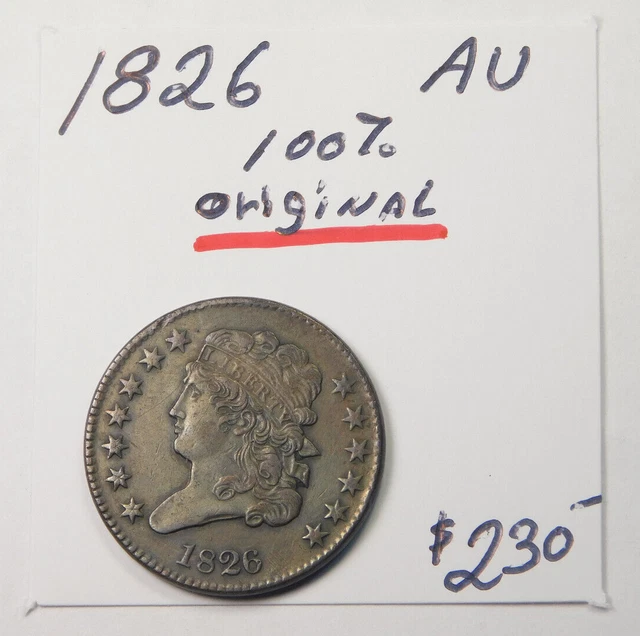 1826 AU
100%
original
LIBERTY
1826
$230-